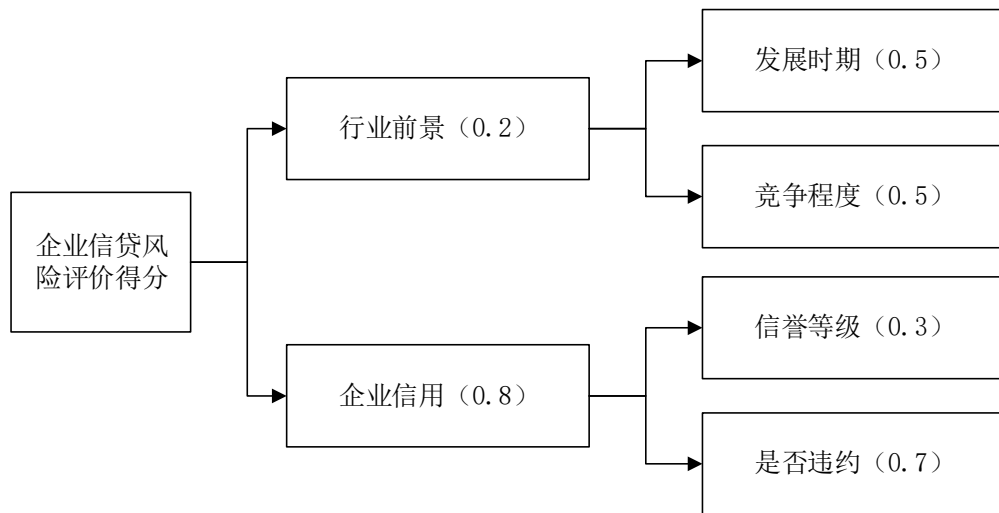 发展时期（0.5）
行业前景（0.2）
竞争程度（0.5）
企业信贷风
险评价得分
信誉等级（0.3）
企业信用（0.8）
是否违约（0.7）